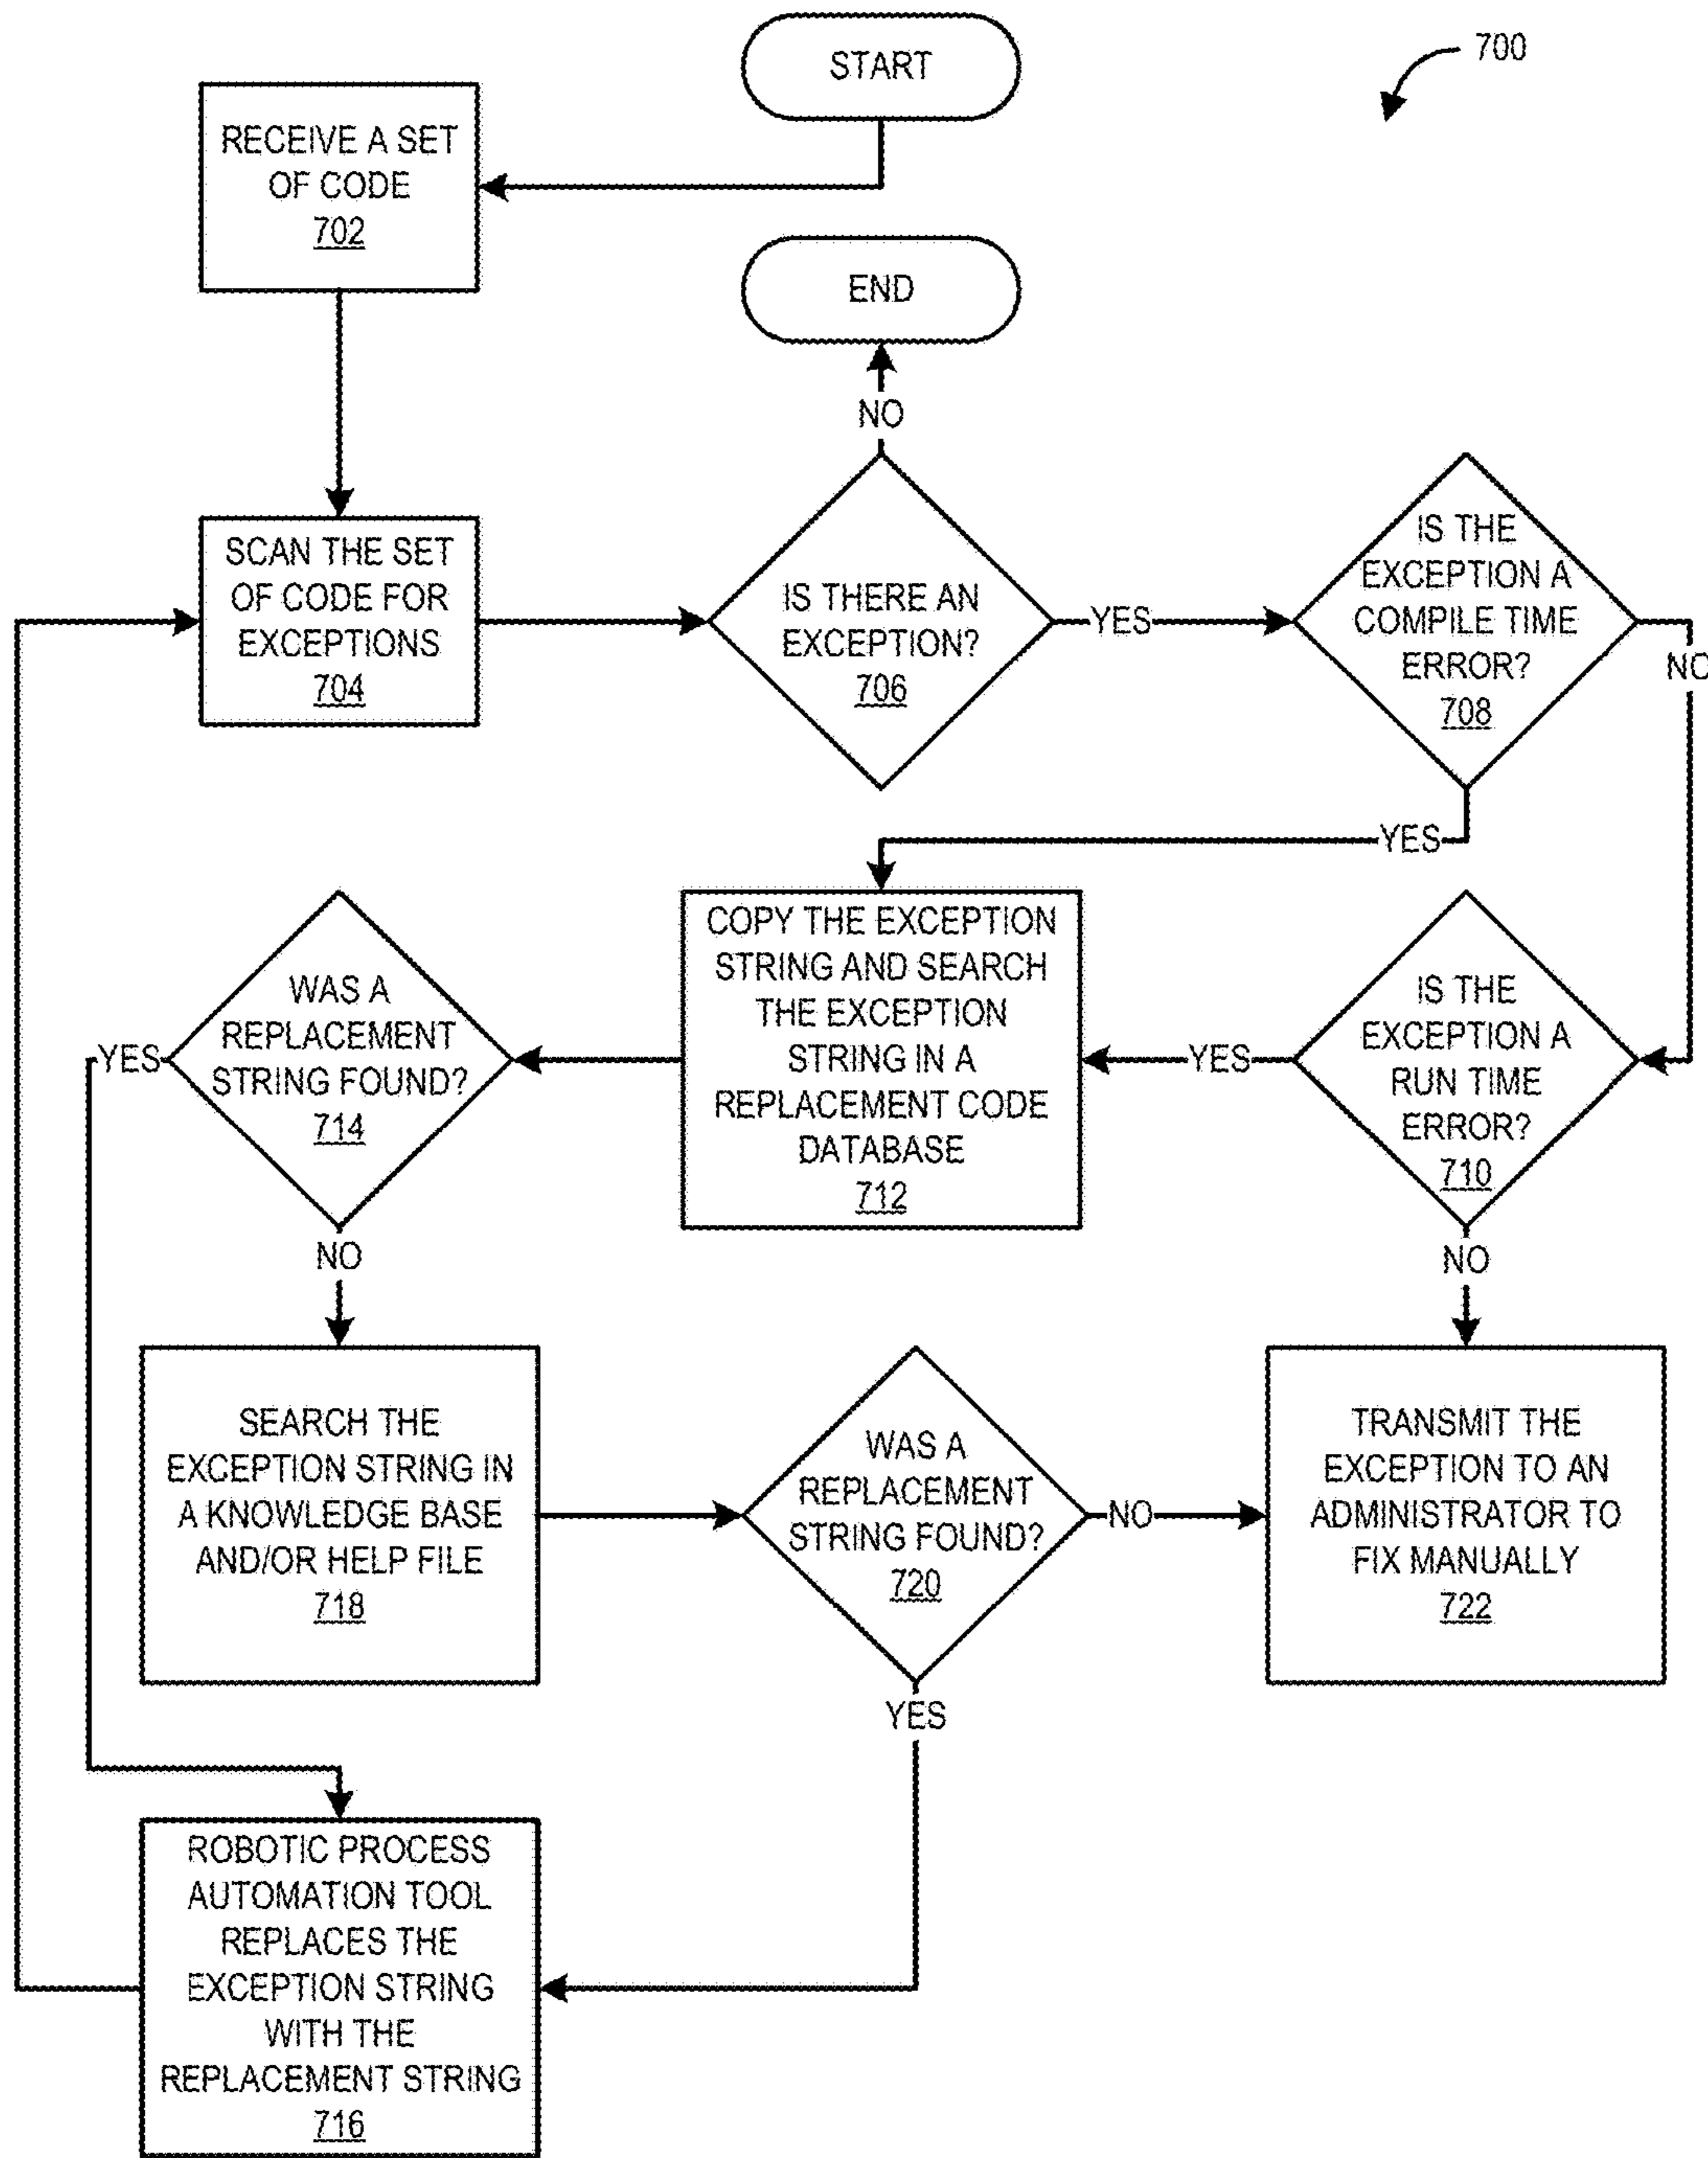 START
700
RECEIVE A SET
OF CODE
702
END
NO
SCAN THE SET
OF CODE FOR
EXCEPTIONS
704
IS THERE AN
EXCEPTION?
706
YES
IS THE
EXCEPTION A
COMPILE TIME
ERROR?
708
NO
YES
WAS A
REPLACEMENT
STRING FOUND?
714
YES
COPY THE EXCEPTION
STRING AND SEARCH
THE EXCEPTION
STRING IN A
REPLACEMENT CODE
DATABASE
712
YES
IS THE
EXCEPTION A
RUN TIME
ERROR?
710
NO
NO
SEARCH THE
EXCEPTION STRING IN
A KNOWLEDGE BASE
AND/OR HELP FILE
718
WAS A
REPLACEMENT
STRING FOUND?
720
NO
TRANSMIT THE
EXCEPTION TO AN
ADMINISTRATOR TO
FIX MANUALLY
722
YES
ROBOTIC PROCESS
AUTOMATION TOOL
REPLACES THE
EXCEPTION STRING
WITH THE
REPLACEMENT STRING
716